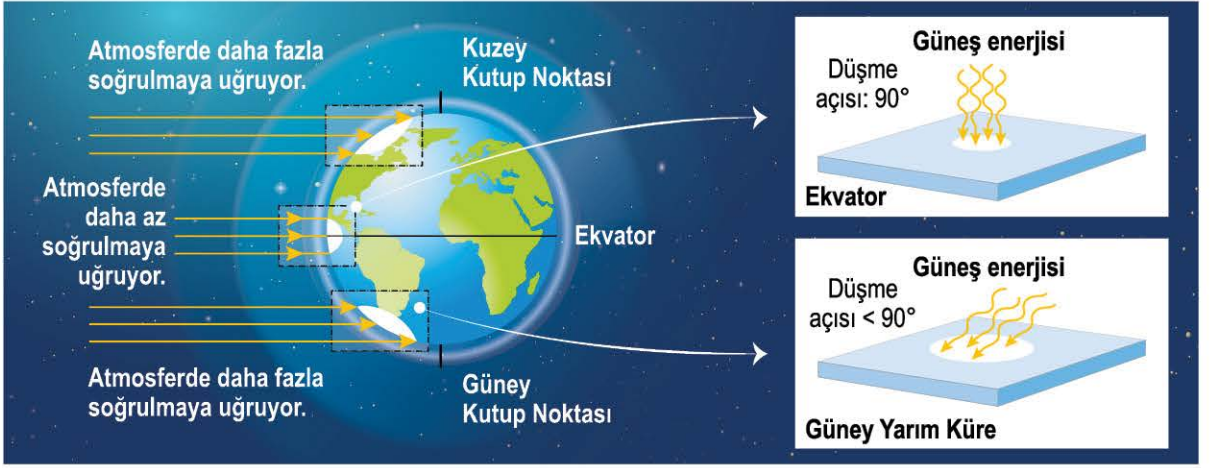 Atmosferde daha fazla
soğrulmaya uğruyor.
Kuzey
Kutup Noktası
Atmosferde
daha az
soğrulmaya
uğruyor.
Ekvator
Atmosferde daha fazla
soğrulmaya uğruyor.
Güney
Kutup Noktası
Güneş enerjisi
Düşme
açısı: 90°
Ekvator
Güneş enerjisi
Düşme
açısı < 90°
Güney Yarım Küre